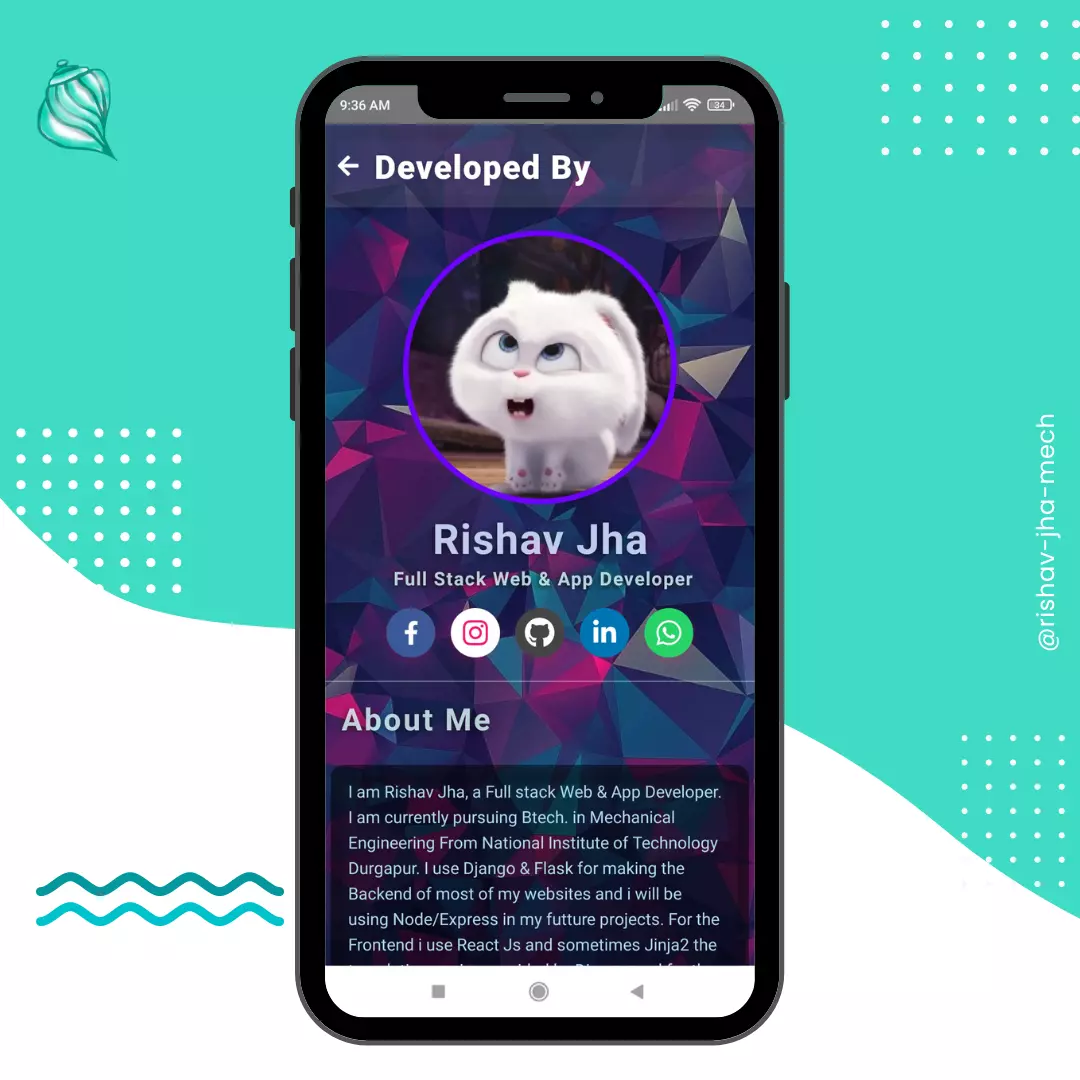 9:36 AM
34
Developed By
Rishav Jha
Full Stack Web & App Developer
f
in
About Me
I am Rishav Jha, a Full stack Web & App Developer.
I am currently pursuing Btech. in Mechanical
Engineering From National Institute of Technology
Durgapur. I use Django & Flask for making the
Backend of most of my websites and i will be
using Node/Express in my futture projects. For the
Frontend i use React Js and sometimes Jinja2 the
@rishav-jha-mech